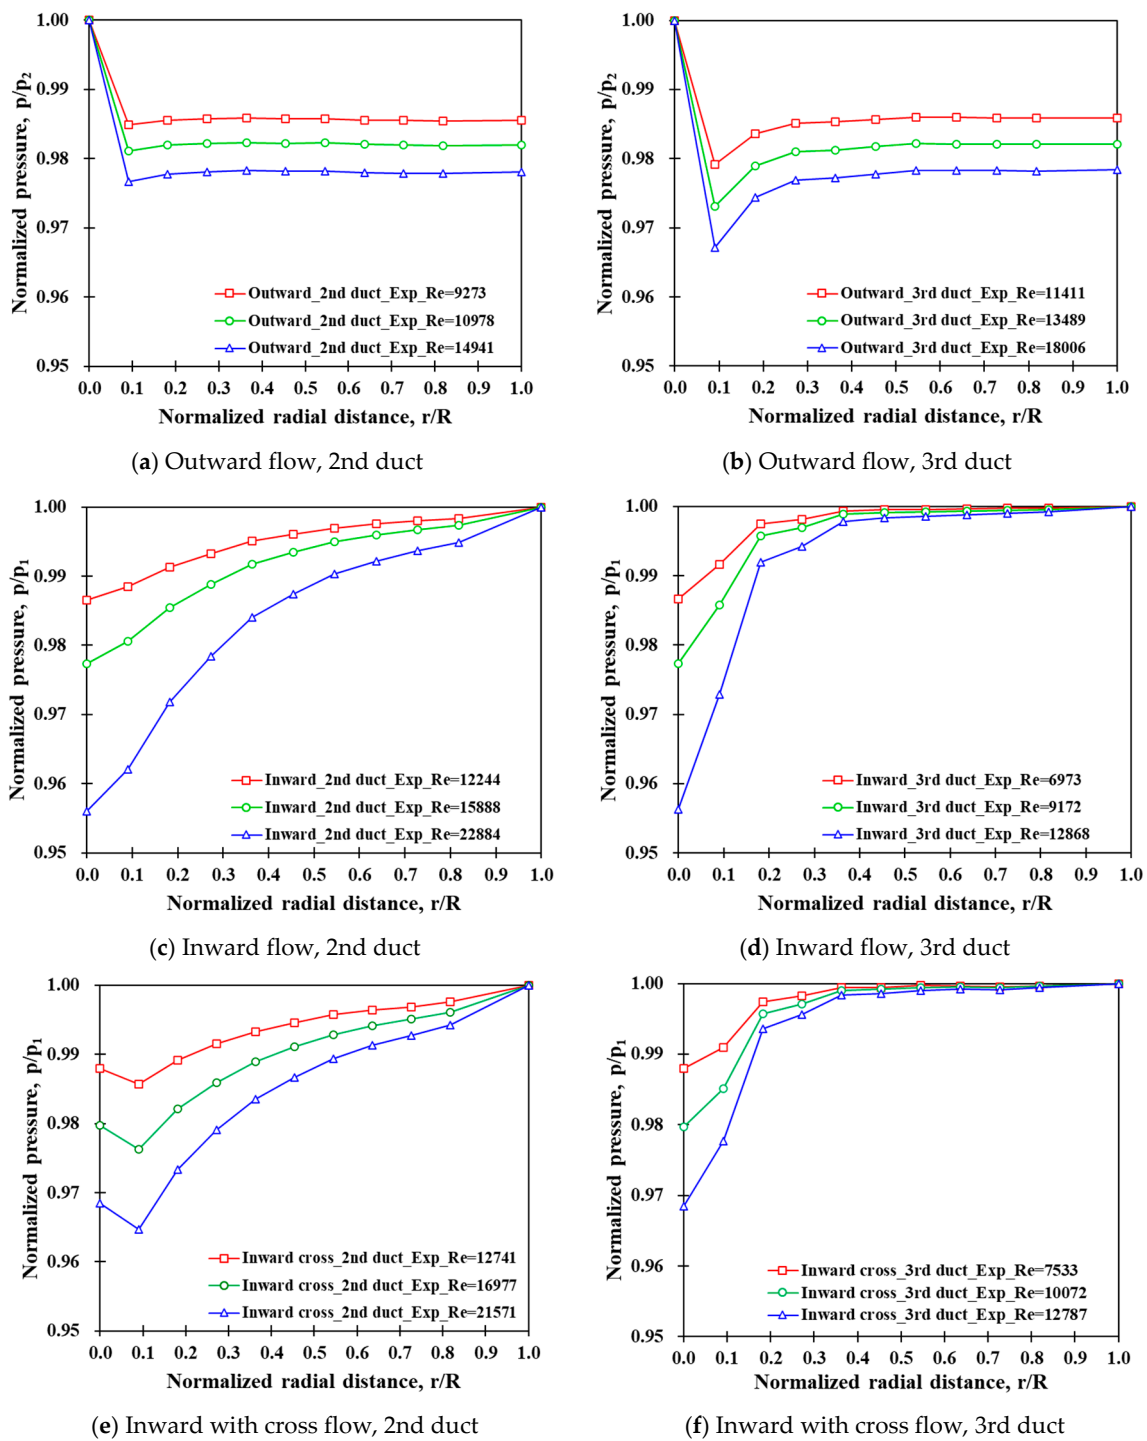 1.00
0.99
0.98
0.97
0.96
0.95
Normalized pressure, p/p2
0.0 0.1 0.2 0.3 0.4 0.5 0.6 0.7 0.8 0.9 1.0
Normalized radial distance, r/R
Outward_2nd duct_Exp_Re=9273
Outward_2nd duct_Exp_Re=10978
Outward_2nd duct_Exp_Re=14941
(a) Outward flow, 2nd duct
1.00
0.99
0.98
0.97
0.96
0.95
Normalized pressure, p/p2
0.0 0.1 0.2 0.3 0.4 0.5 0.6 0.7 0.8 0.9 1.0
Normalized radial distance, r/R
Outward_3rd duct_Exp_Re=11411
Outward_3rd duct_Exp_Re=13489
Outward_3rd duct_Exp_Re=18006
(b) Outward flow, 3rd duct
1.00
0.99
0.98
0.97
0.96
0.95
Normalized pressure, p/p1
0.0 0.1 0.2 0.3 0.4 0.5 0.6 0.7 0.8 0.9 1.0
Normalized radial distance, r/R
Inward_2nd duct_Exp_Re=12244
Inward_2nd duct_Exp_Re=15888
Inward_2nd duct_Exp_Re=22884
(c) Inward flow, 2nd duct
1.00
0.99
0.98
0.97
0.96
0.95
Normalized pressure, p/p1
0.0 0.1 0.2 0.3 0.4 0.5 0.6 0.7 0.8 0.9 1.0
Normalized radial distance, r/R
Inward_3rd duct_Exp_Re=6973
Inward_3rd duct_Exp_Re=9172
Inward_3rd duct_Exp_Re=12868
(d) Inward flow, 3rd duct
1.00
0.99
0.98
0.97
0.96
0.95
Normalized pressure, p/p1
0.0 0.1 0.2 0.3 0.4 0.5 0.6 0.7 0.8 0.9 1.0
Normalized radial distance, r/R
Inward cross_2nd duct_Exp_Re=12741
Inward cross_2nd duct_Exp_Re=16977
Inward cross_2nd duct_Exp_Re=21571
(e) Inward with cross flow, 2nd duct
1.00
0.99
0.98
0.97
0.96
0.95
Normalized pressure, p/p1
0.0 0.1 0.2 0.3 0.4 0.5 0.6 0.7 0.8 0.9 1.0
Normalized radial distance, r/R
Inward cross_3rd duct_Exp_Re=7533
Inward cross_3rd duct_Exp_Re=10072
Inward cross_3rd duct_Exp_Re=12787
(f) Inward with cross flow, 3rd duct